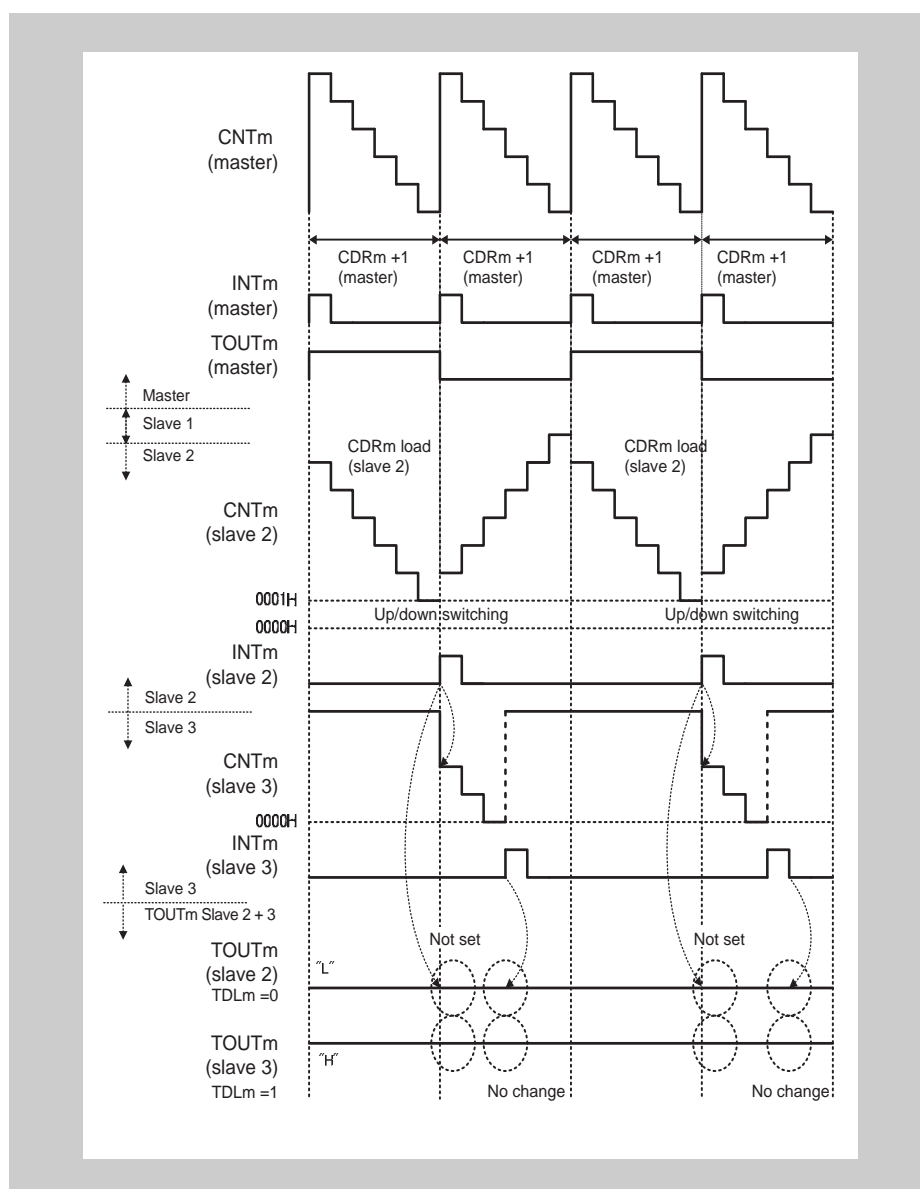 CNTm
(master)
CDRm +1
(master)
CDRm +1
(master)
CDRm +1
(master)
CDRm +1
(master)
INTm
(master)
TOUTm
(master)
Master
Slave 1
Slave 2
CDRm load
(slave 2)
CDRm load
(slave 2)
CNTm
(slave 2)
0001H
Up/down switching
Up/down switching
0000H
INTm
(slave 2)
Slave 2
Slave 3
CNTm
(slave 3)
0000H
INTm
(slave 3)
Slave 3
TOUTm Slave 2 + 3
Not set
Not set
TOUTm
(slave 2)
TDLm =0
"L"
TOUTm
(slave 3)
TDLm =1
"H"
No change
No change